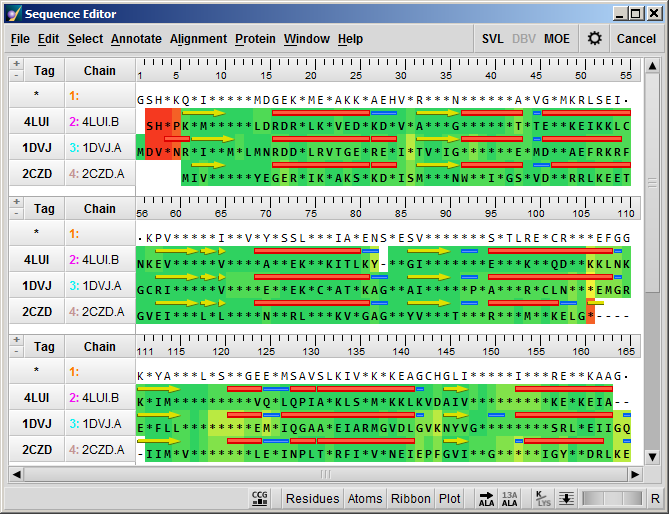 Sequence Editor
File Edit Select Annotate Alignment Protein Window Help SVL DBV MOE Cancel
+ - Tag Chain 1 5 10 15 20 25 30 35 40 45 50 55
* 1: GSH*KQ*I*****MDGEK*ME*AKK*AEHV*R***N*****A*VG*MKRLSEI.
4LUI 2: 4LUI.B SH*PK*M*****LDRDR*LK*VED*KD*V*A***G*****T*TE**KEIKKLC
1DVJ 3: 1DVJ.A MDV*NR*I**M*LMNRDD*LRVTGE*RE*I*TV*IG*****E*MD**AEFRKRF
2CZD 4: 2CZD.A MIV*****YEGER*IK*AKS*KD*ISM***NW**I*GS*VD**RRLKEET
+ - Tag Chain 56 60 65 70 75 80 85 90 95 100 105 110
* 1: .KPV*****I**V*Y*SSL***IA*ENS*ESV*******S*TLRE*CR***EFGG
4LUI 2: 4LUI.B NKEV*****V***A**EK**KITLKY-**GI******E***K**QD**KKLNK
1DVJ 3: 1DVJ.A GCRI*****V***E**EK*CAT*KAG**AI****P*A**R*CLN***EMGR
2CZD 4: 2CZD.A GVEI***L*L****N**RL***KV*GAG**YV***T***R**M**KELG*----
+ - Tag Chain 111 115 120 125 130 135 140 145 150 155 160 165
* 1: K*YA***L*S**GEE*MSAVSLKIV*K*KEAGCHGLI*****I***RE**KAAG.
4LUI 2: 4LUI.B K*IM*********VQ*LQPIA*KLS*M*KKLKVDAIV*******KE*KEIA--
1DVJ 3: 1DVJ.A E*FLL***********EM*IQGAA*EIARMGVDLGVKNYVG******SRL*EIIGQ
2CZD 4: 2CZD.A -IIM*V******LE*INPLT*RFI*V*NEIEPFGVI**G****IGY**DRLKE
CCG Residues Atoms Ribbon Plot ALA 13A ALA K LYS R